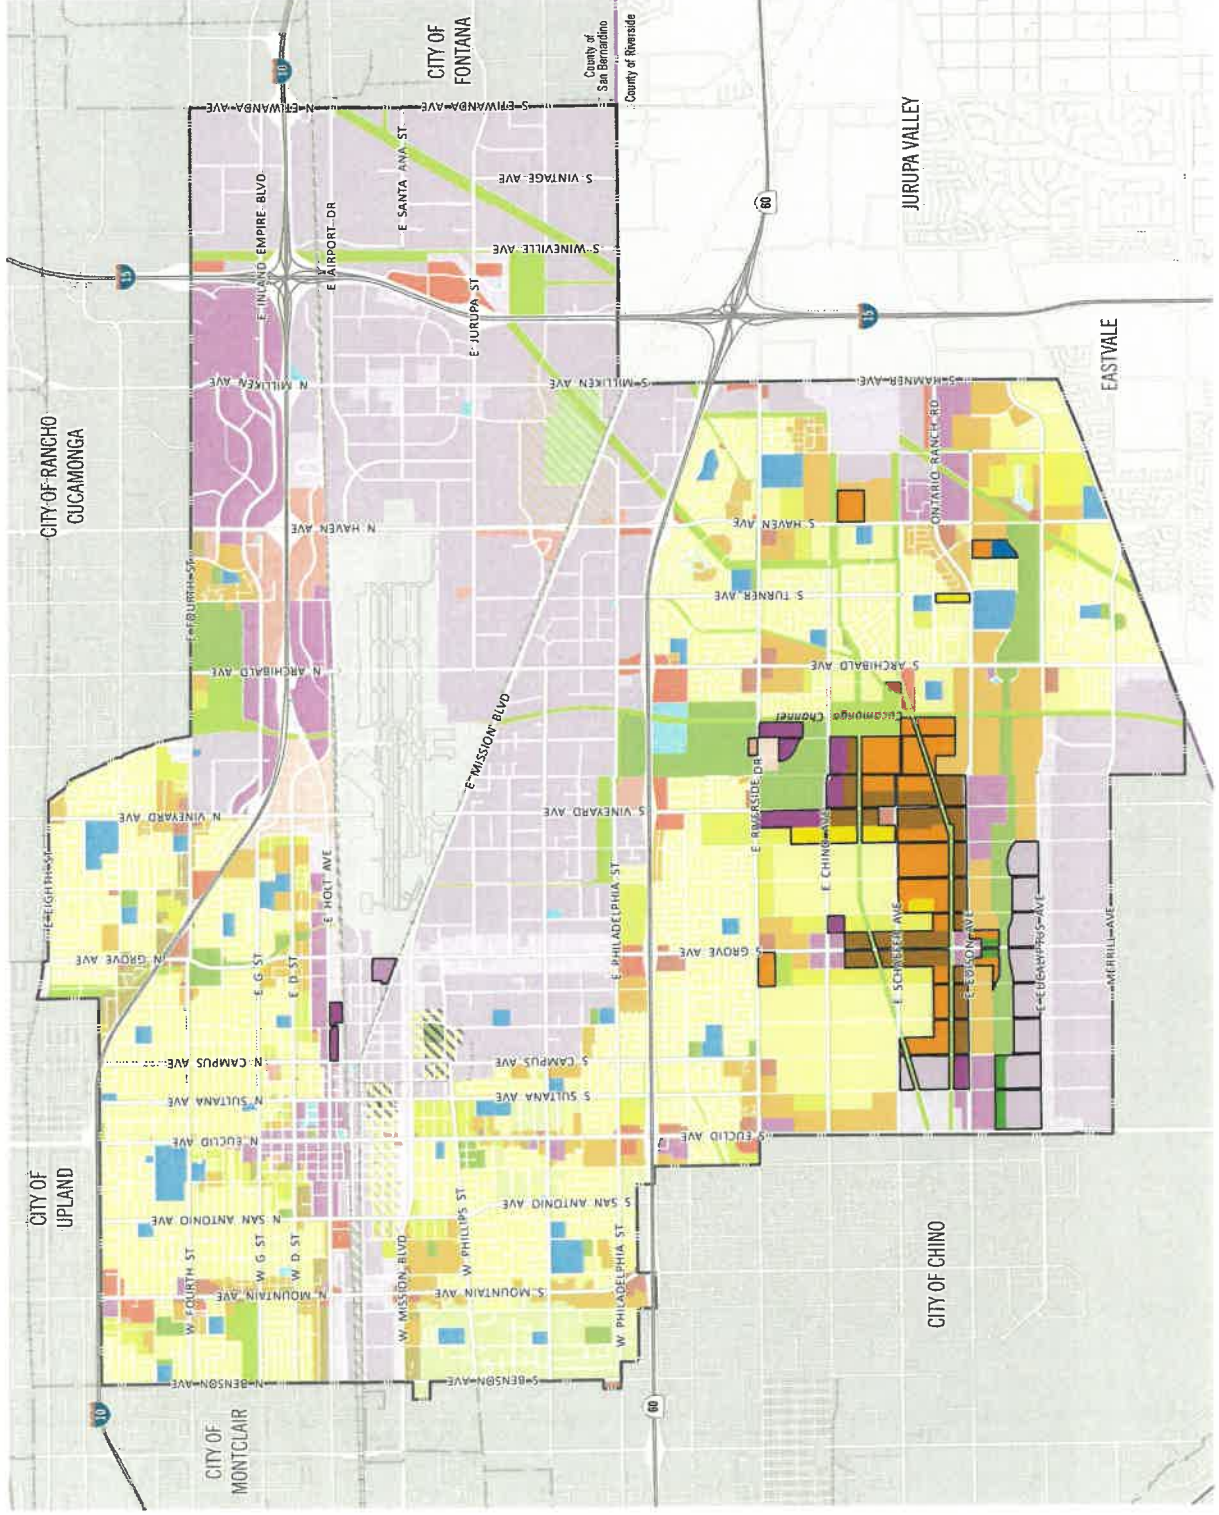 10
CITY OF
FONTANA
County of
San Bernardino
County of Riverside
N ETIWANDA AVE
S ETIWANDA AVE
E SANTA ANA ST
S VINTAGE AVE
JURUPA VALLEY
E INLAND EMPIRE BLVD
E AIRPORT DR
S WINEVILLE AVE
60
15
E JURUPA ST
15
N MILLIKEN AVE
S MILLIKEN AVE
S HAMNER AVE
EASTVALE
CITY OF RANCHO
CUCAMONGA
ONTARIO RANCH RD
N HAVEN AVE
S HAVEN AVE
E FOURTH ST
S TURNER AVE
N ARCHIBALD AVE
S ARCHIBALD AVE
Cucamonga Channel
E MISSION BLVD
E RIVERSIDE DR
N VINEYARD AVE
S VINEYARD AVE
E EIGHTH ST
E HOLT AVE
E CHINO AVE
E PHILADELPHIA ST
N GROVE AVE
E G ST
E D ST
S GROVE AVE
E SCHAEFER AVE
E EDISON AVE
E EUCALYPTUS AVE
MERRILL AVE
N CAMPUS AVE
S CAMPUS AVE
N SULTANA AVE
S SULTANA AVE
N EUCLID AVE
S EUCLID AVE
CITY OF
UPLAND
N SAN ANTONIO AVE
S SAN ANTONIO AVE
W FOURTH ST
W G ST
W D ST
W MISSION BLVD
W PHILLIPS ST
W PHILADELPHIA ST
N MOUNTAIN AVE
S MOUNTAIN AVE
CITY OF CHINO
N BENSON AVE
S BENSON AVE
10
60
CITY OF
MONTCLAIR